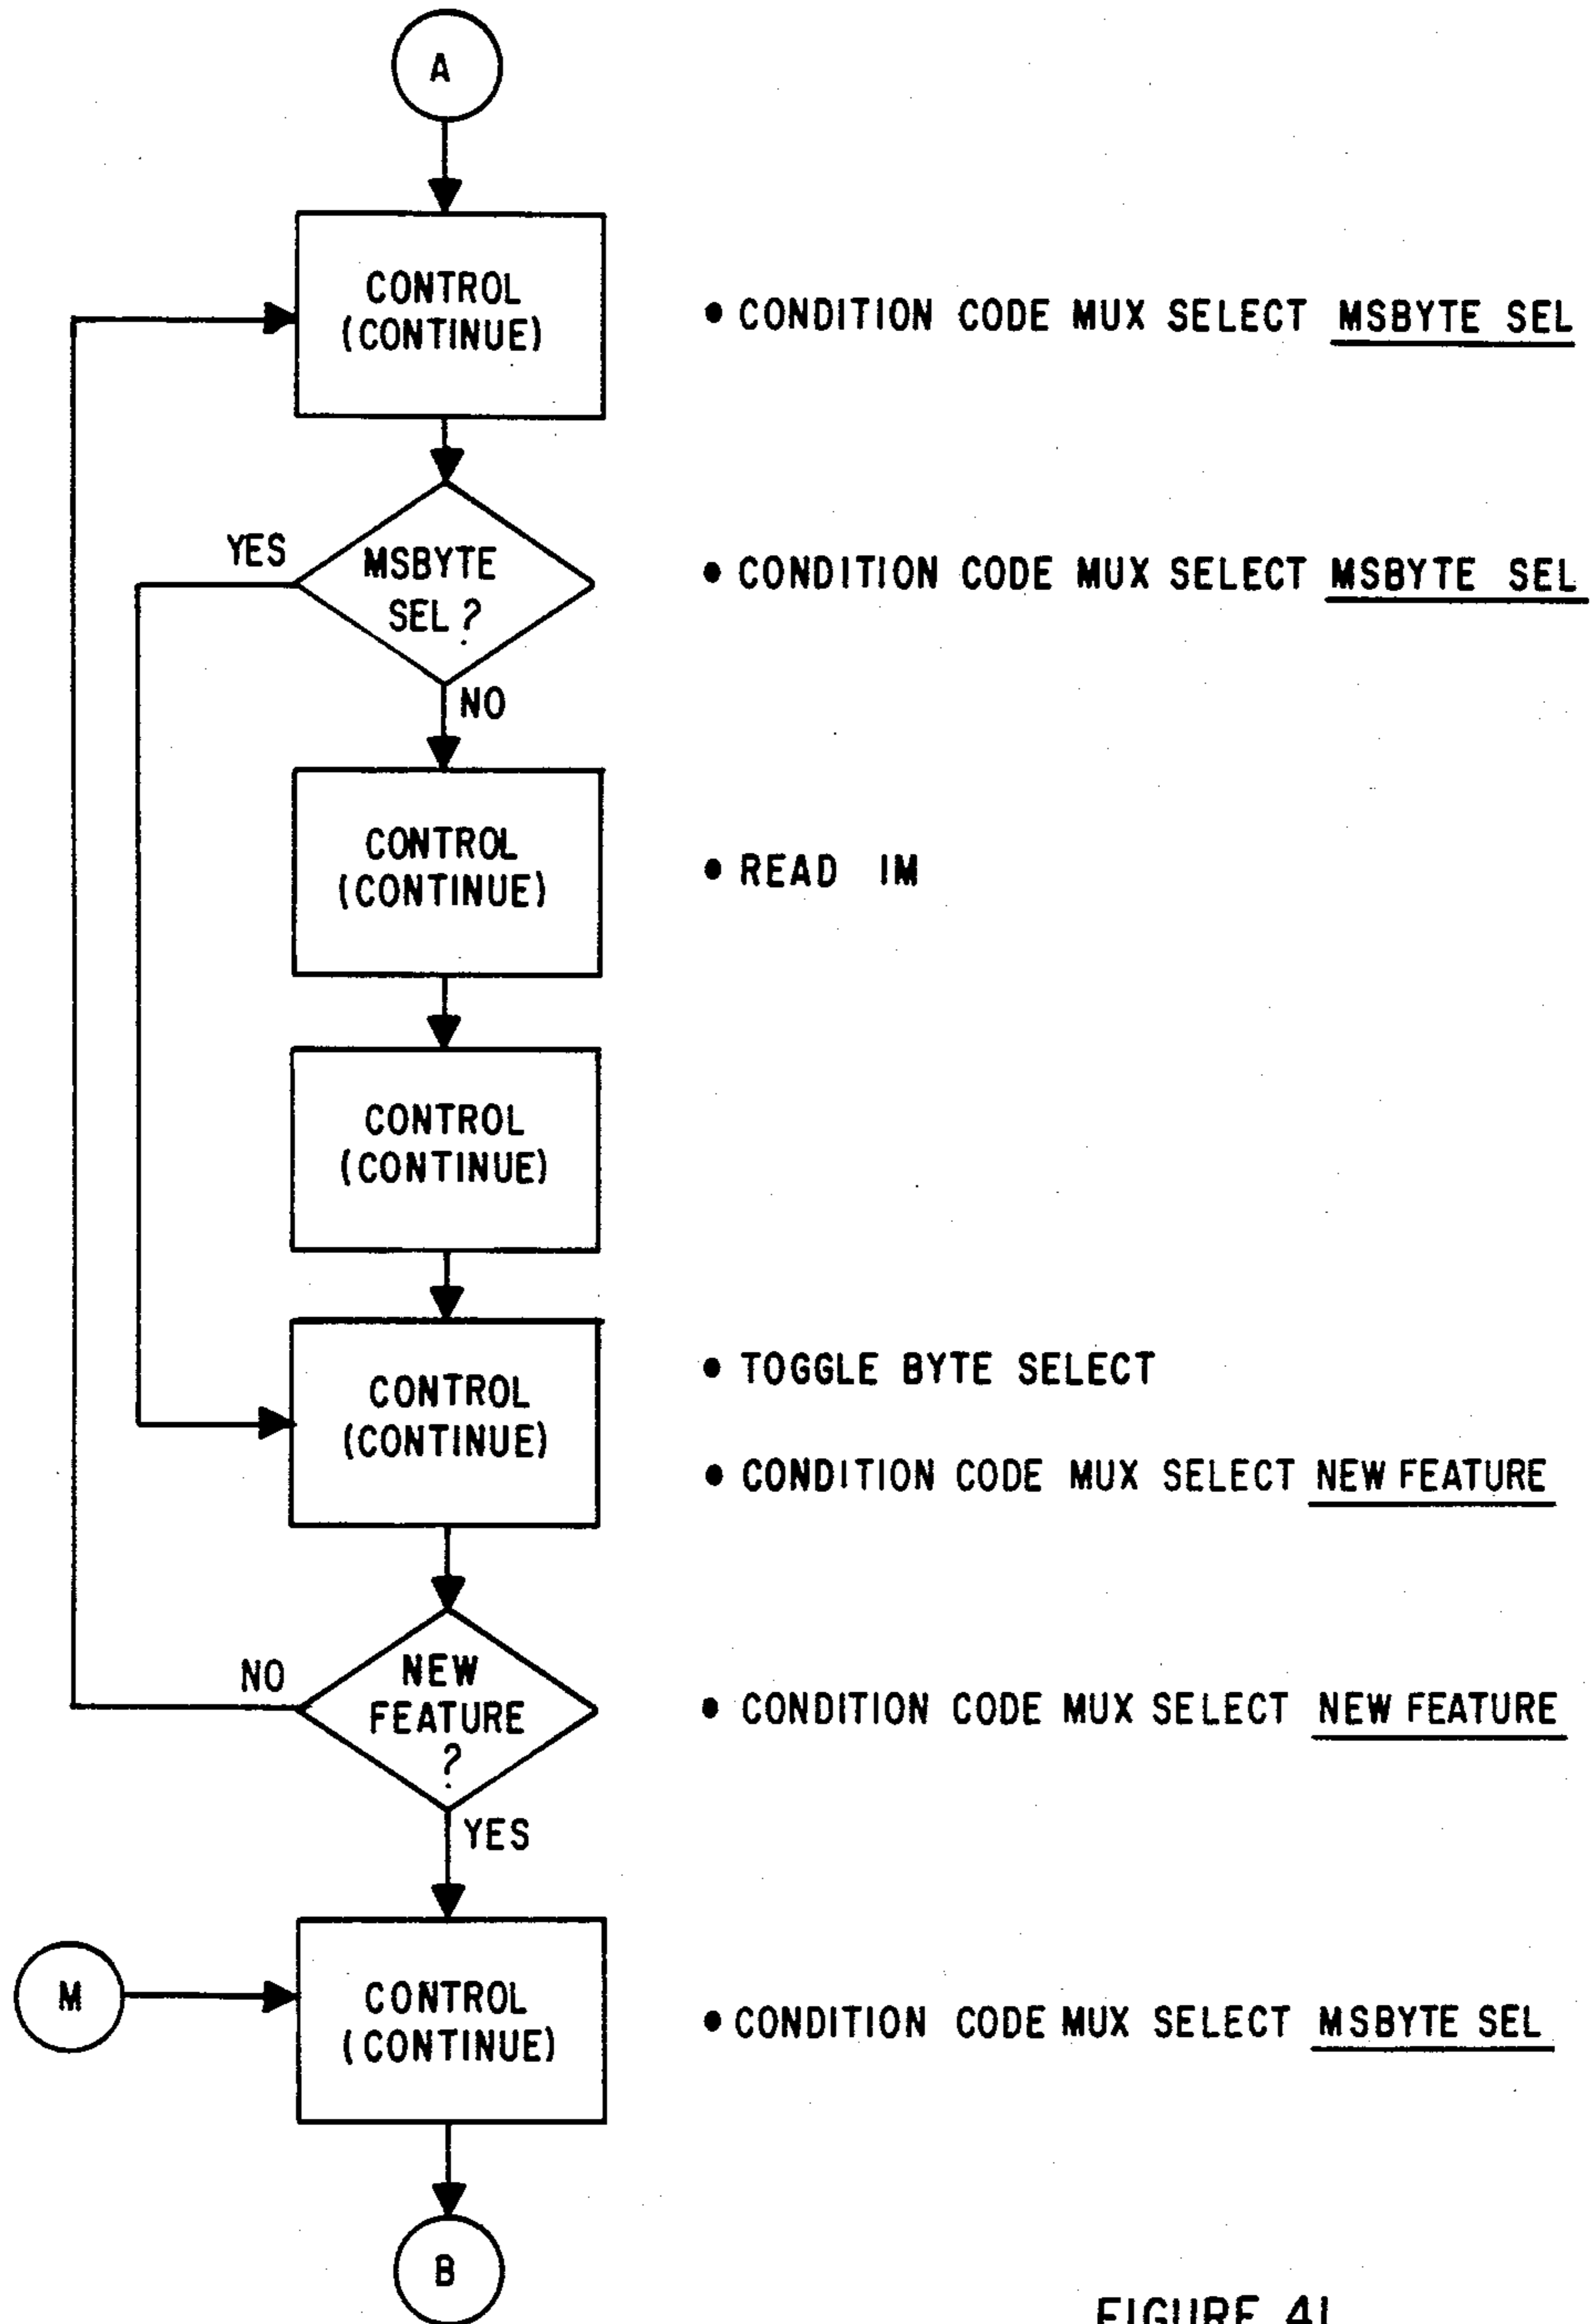 A
CONTROL
(CONTINUE)
• CONDITION CODE MUX SELECT MSBYTE SEL
YES
MSBYTE
SEL ?
• CONDITION CODE MUX SELECT MSBYTE SEL
NO
CONTROL
(CONTINUE)
• READ IM
CONTROL
(CONTINUE)
CONTROL
(CONTINUE)
• TOGGLE BYTE SELECT
• CONDITION CODE MUX SELECT NEW FEATURE
NO
NEW
FEATURE
?
• CONDITION CODE MUX SELECT NEW FEATURE
YES
M
CONTROL
(CONTINUE)
• CONDITION CODE MUX SELECT MSBYTE SEL
B